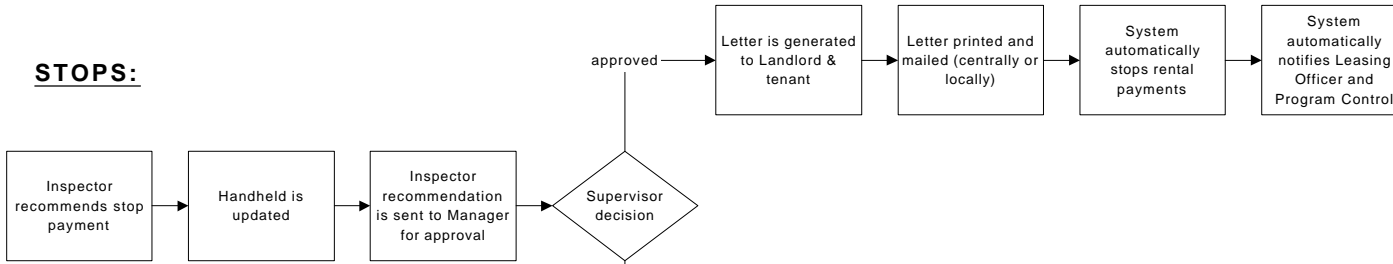 STOPS:
approved
Letter is generated
to Landlord &
tenant
Letter printed and
mailed (centrally or
locally)
System
automatically
stops rental
payments
System
automatically
notifies Leasing
Officer and
Program Control
Inspector
recommends stop
payment
Handheld is
updated
Inspector
recommendation
is sent to Manager
for approval
Supervisor
decision